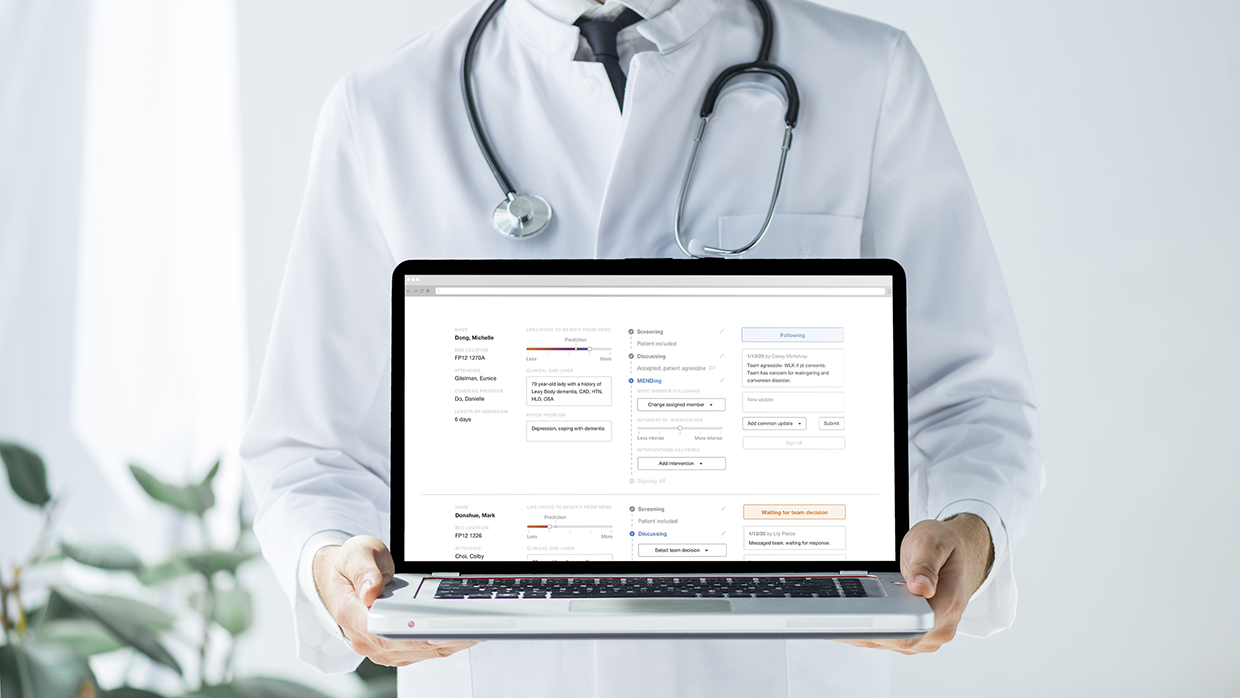 NAME
Dong, Michelle
BED LOCATION
FP12 1270A
ATTENDING
Gitelman, Eunice
COVERING PROVIDER
Do, Danielle
LENGTH OF ADMISSION
6 days
LIKELIHOOD TO BENEFIT FROM MEND
Prediction
Less More
CLINICAL ONE-LINER
79 year-old lady with a history of
Lewy Body dementia, CAD, HTN,
HLD, OSA
PSYCH PROBLEM
Depression, coping with dementia
Screening
Patient included
Discussing
Accepted, patient agreeable
MENDing
MEND MEMBER FOLLOWING
Change assigned member
INTENSITY OF INTERVENTION
Less intense More intense
INTERVENTIONS DELIVERED
Add intervention
Signing off
Following
1/13/20 by Casey McKelvey
Team agreeable- WLK if pt consents.
Team has concern for malingering and
conversion disorder.
New update
Add common update Submit
Sign off
NAME
Donahue, Mark
BED LOCATION
FP12 1226
ATTENDING
Choi, Colby
LIKELIHOOD TO BENEFIT FROM MEND
Prediction
Less More
CLINICAL ONE-LINER
Screening
Patient included
Discussing
Select team decision
Waiting for team decision
1/12/20 by Lily Pierce
Messaged team, waiting for response.